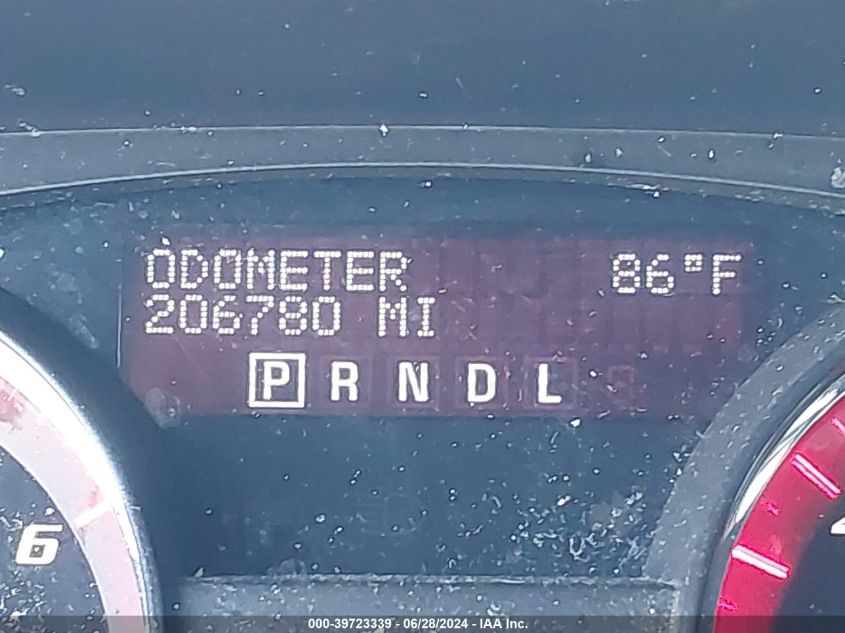 ODOMETER 86°F
206780 MI
P R N D L
6
000-39723339 / 06/28/2024 - IAA Inc.